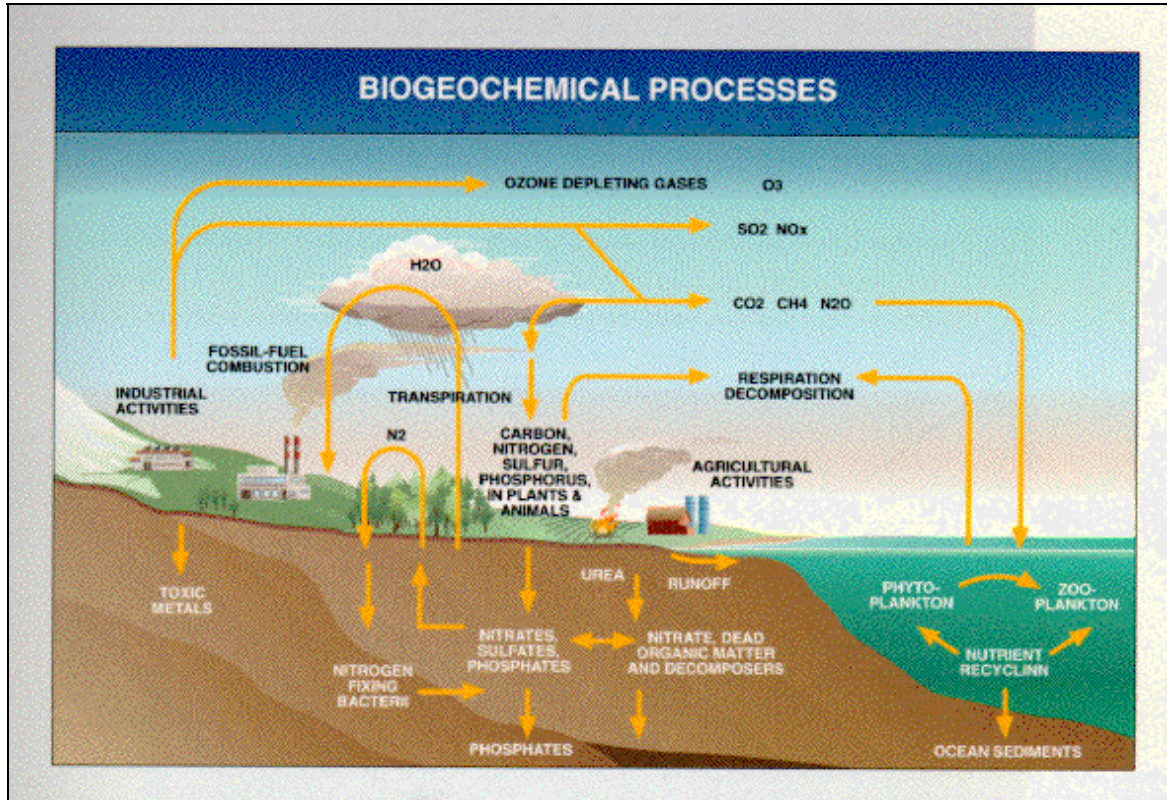 BIOGEOCHEMICAL PROCESSES
OZONE DEPLETING GASES O3
SO2 NOx
H2O
CO2 CH4 N2O
FOSSIL-FUEL
COMBUSTION
INDUSTRIAL
ACTIVITIES
TRANSPIRATION
RESPIRATION
DECOMPOSITION
N2
CARBON,
NITROGEN,
SULFUR,
PHOSPHORUS,
IN PLANTS &
ANIMALS
AGRICULTURAL
ACTIVITIES
TOXIC
METALS
UREA
RUNOFF
PHYTO-
PLANKTON
ZOO-
PLANKTON
NITRATES,
SULFATES,
PHOSPHATES
NITRATE, DEAD
ORGANIC MATTER
AND DECOMPOSERS
NUTRIENT
RECYCLINN
NITROGEN
FIXING
BACTERII
PHOSPHATES
OCEAN SEDIMENTS